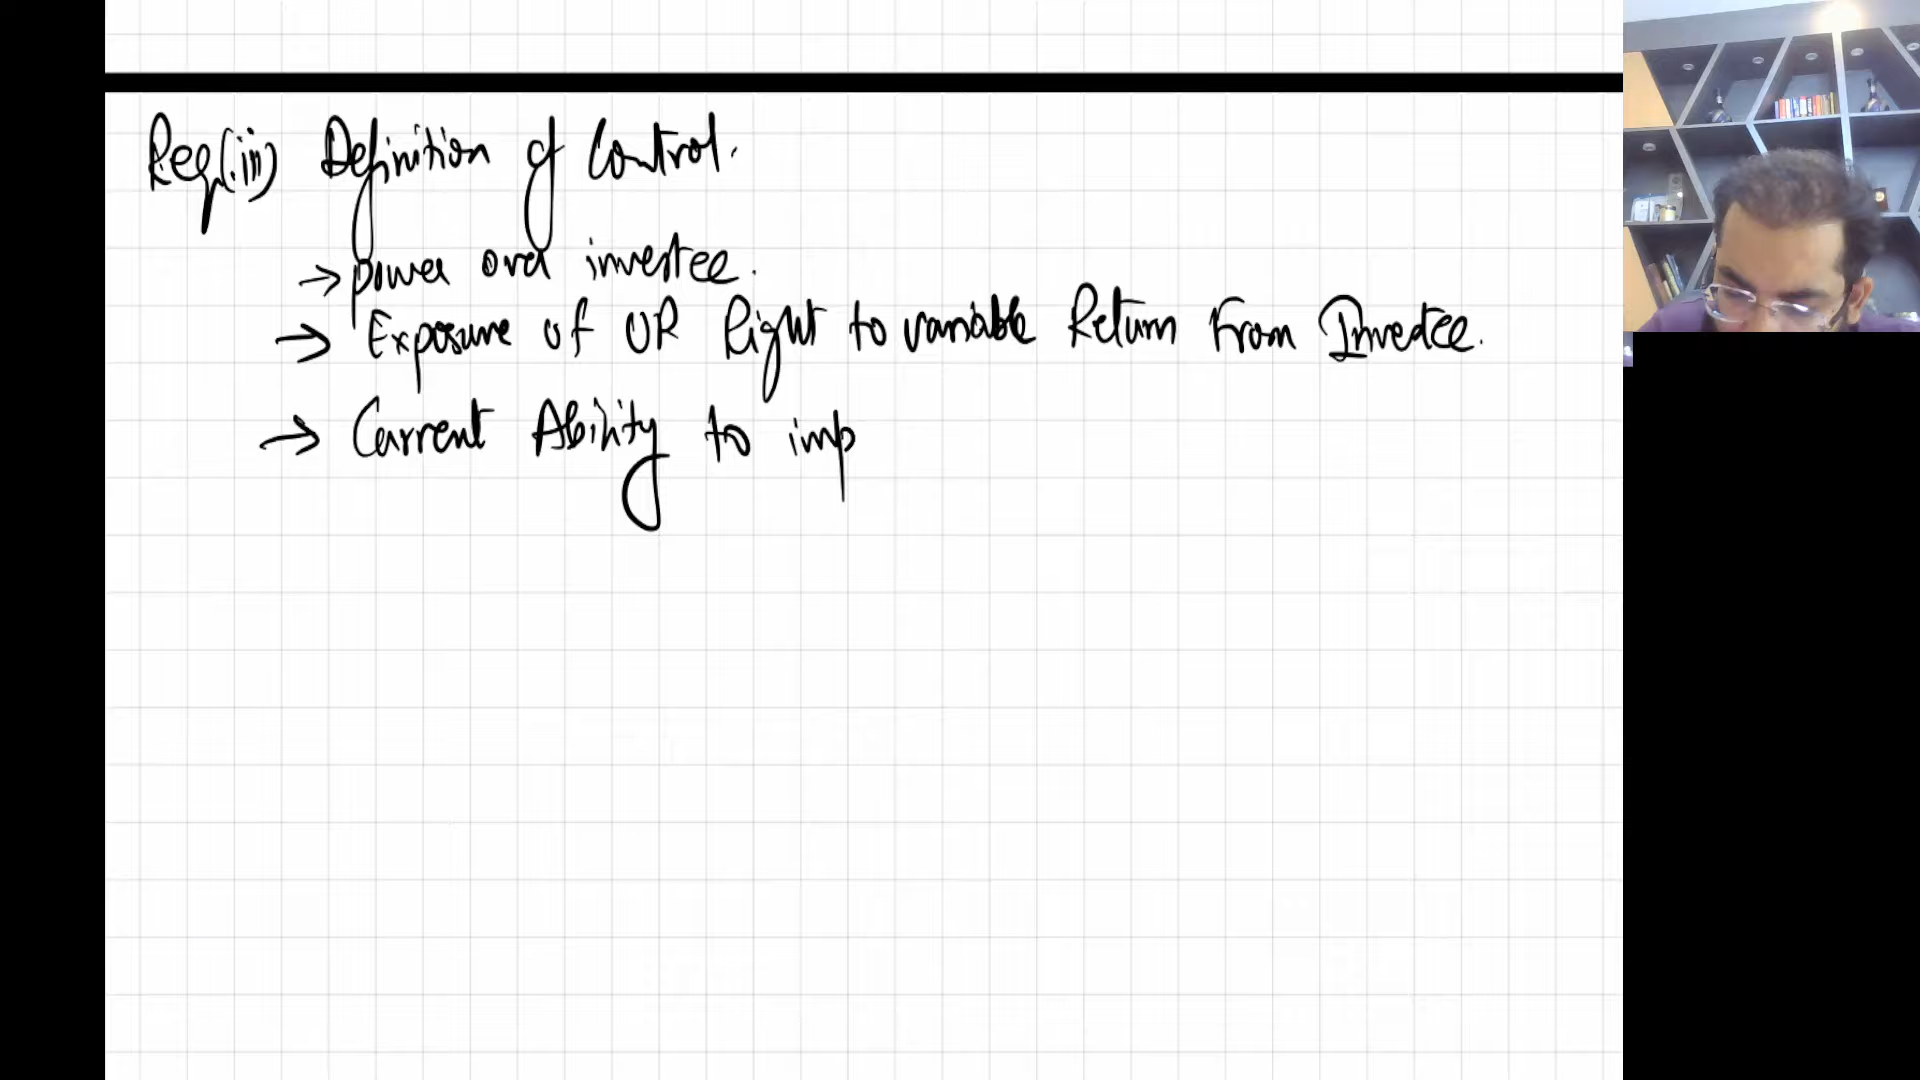 Req(iii) Definition of Control.
→ power over investee.
→ Exposure of OR Right to variable Return From Investee.
→ Current Ability to imp